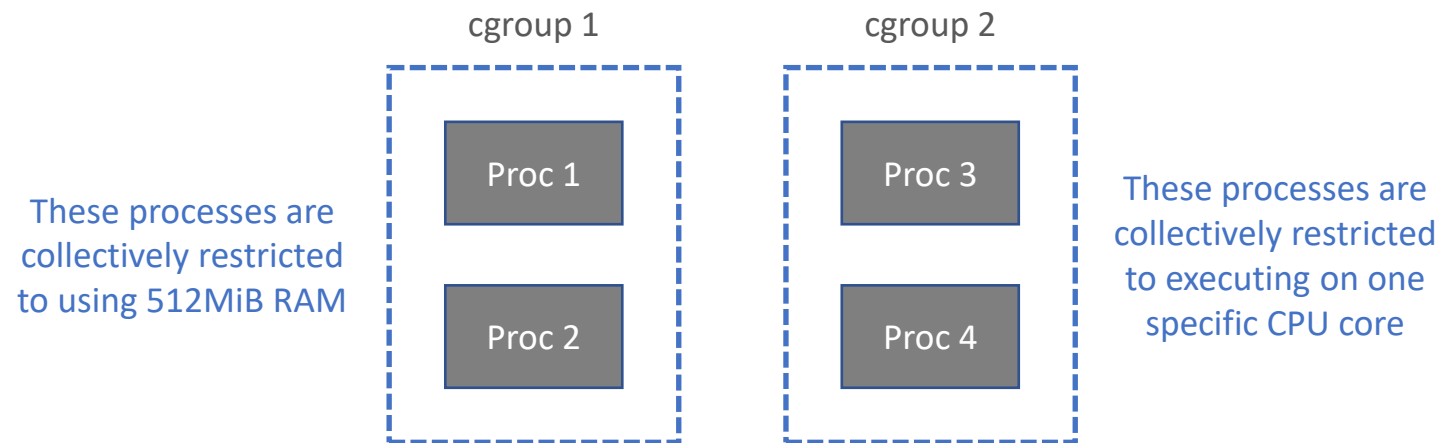 cgroup 1
cgroup 2
These processes are
collectively restricted
to using 512MiB RAM
Proc 1
Proc 2
Proc 3
Proc 4
These processes are
collectively restricted
to executing on one
specific CPU core